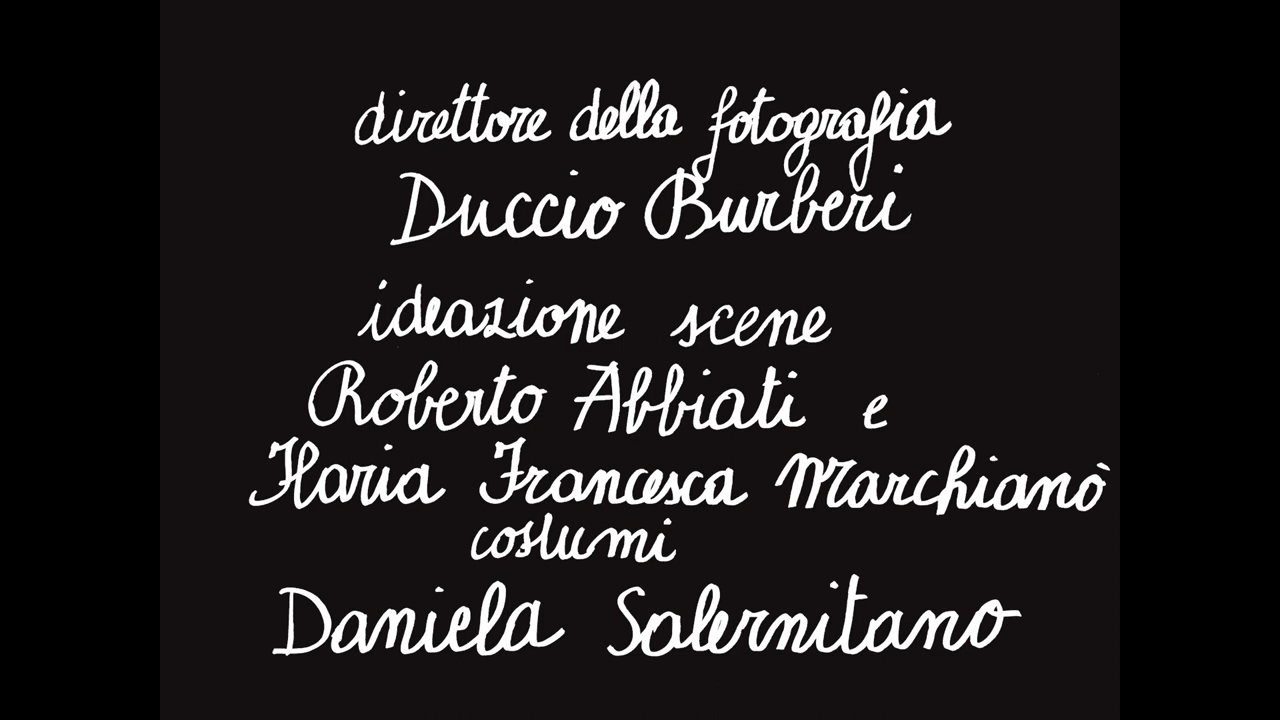 direttore della fotografia
Duccio Burberi
ideazione scene
Roberto Abbiati e
Ilaria Francesca Marchianò
costumi
Daniela Salernitano